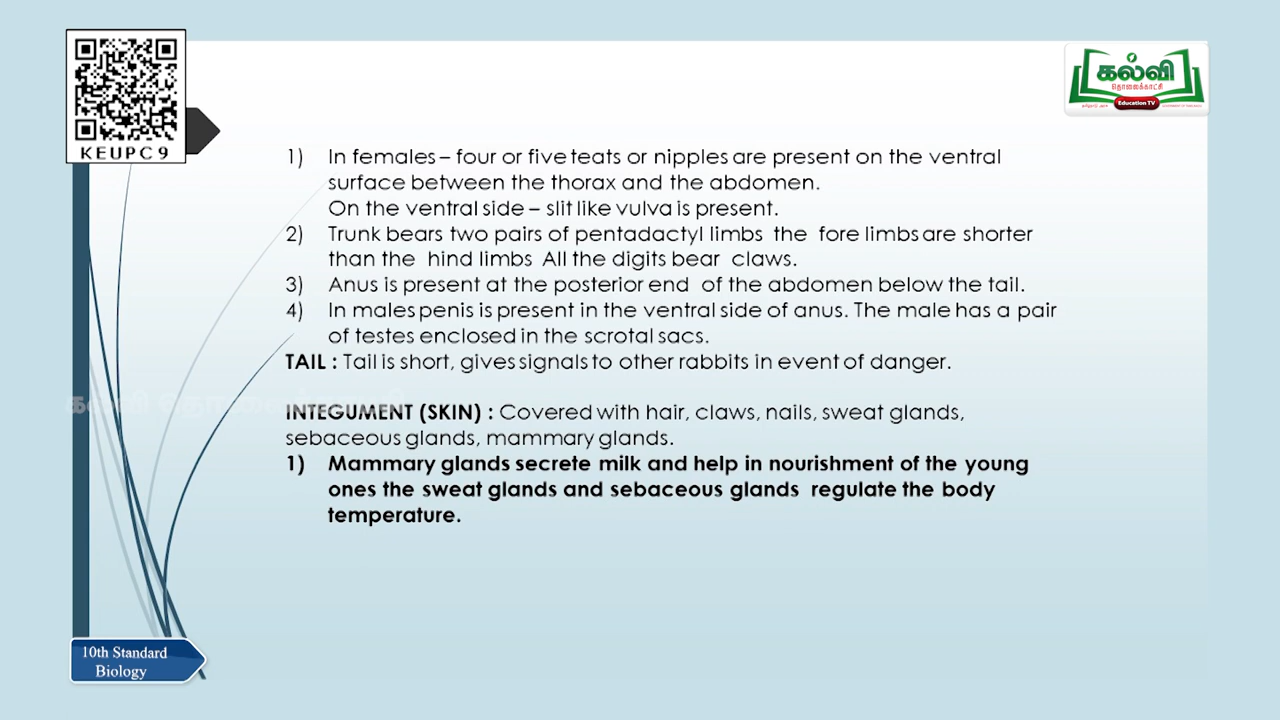 KEUPC9
கல்வி
தொலைக்காட்சி
Education TV
1) In females – four or five teats or nipples are present on the ventral
surface between the thorax and the abdomen.
On the ventral side – slit like vulva is present.
2) Trunk bears two pairs of pentadactyl limbs the fore limbs are shorter
than the hind limbs All the digits bear claws.
3) Anus is present at the posterior end of the abdomen below the tail.
4) In males penis is present in the ventral side of anus. The male has a pair
of testes enclosed in the scrotal sacs.
TAIL : Tail is short, gives signals to other rabbits in event of danger.
கல்வி தொலைக்காட்சி
INTEGUMENT (SKIN) : Covered with hair, claws, nails, sweat glands,
sebaceous glands, mammary glands.
1) Mammary glands secrete milk and help in nourishment of the young
ones the sweat glands and sebaceous glands regulate the body
temperature.
10th Standard
Biology